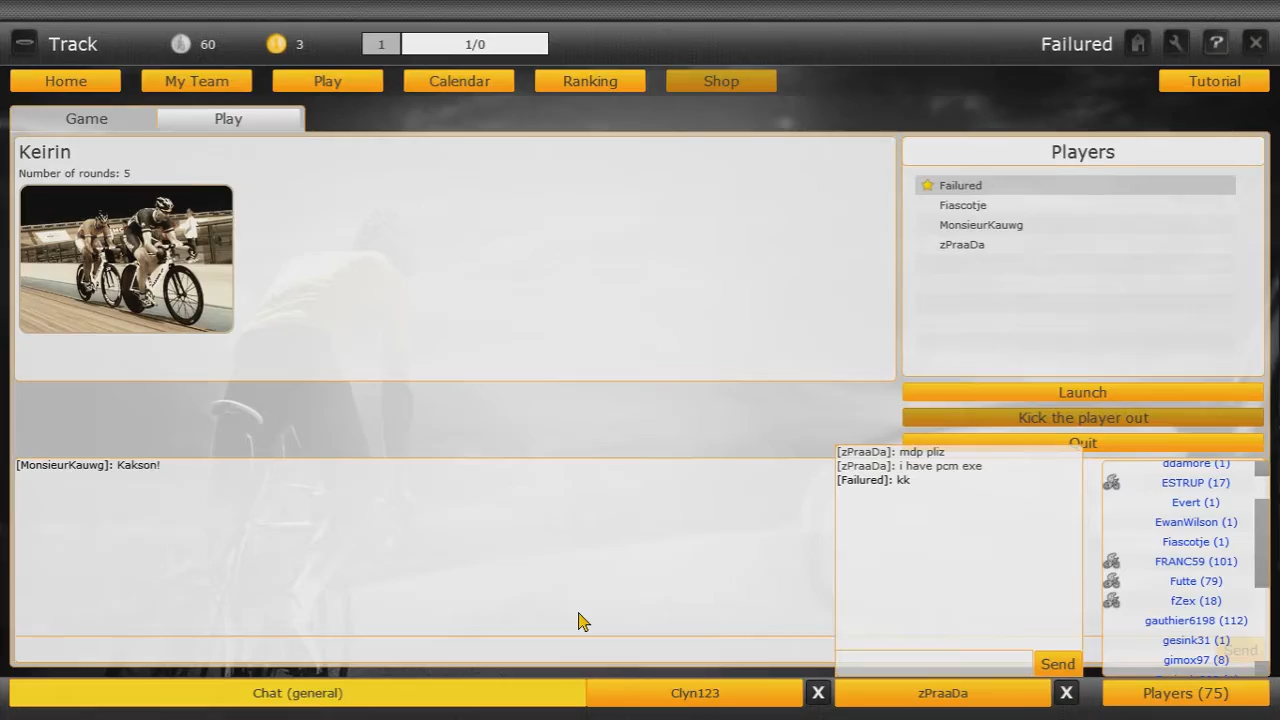 Track
60
3
1
1/0
Failured
?
Home
My Team
Play
Calendar
Ranking
Shop
Tutorial
Game
Play
Keirin
Number of rounds: 5
Players
Failured
Fiascotje
MonsieurKauwg
zPraaDa
Launch
Kick the player out
Quit
[MonsieurKauwg]: Kakson!
[zPraaDa]: mdp pliz
[zPraaDa]: i have pcm exe
[Failured]: kk
Send
ddamore (1)
ESTRUP (17)
Evert (1)
EwanWilson (1)
Fiascotje (1)
FRANC59 (101)
Futte (79)
fZex (18)
gauthier6198 (112)
gesink31 (1)
gimox97 (8)
Send
Chat (general)
Clyn123
X
zPraaDa
X
Players (75)